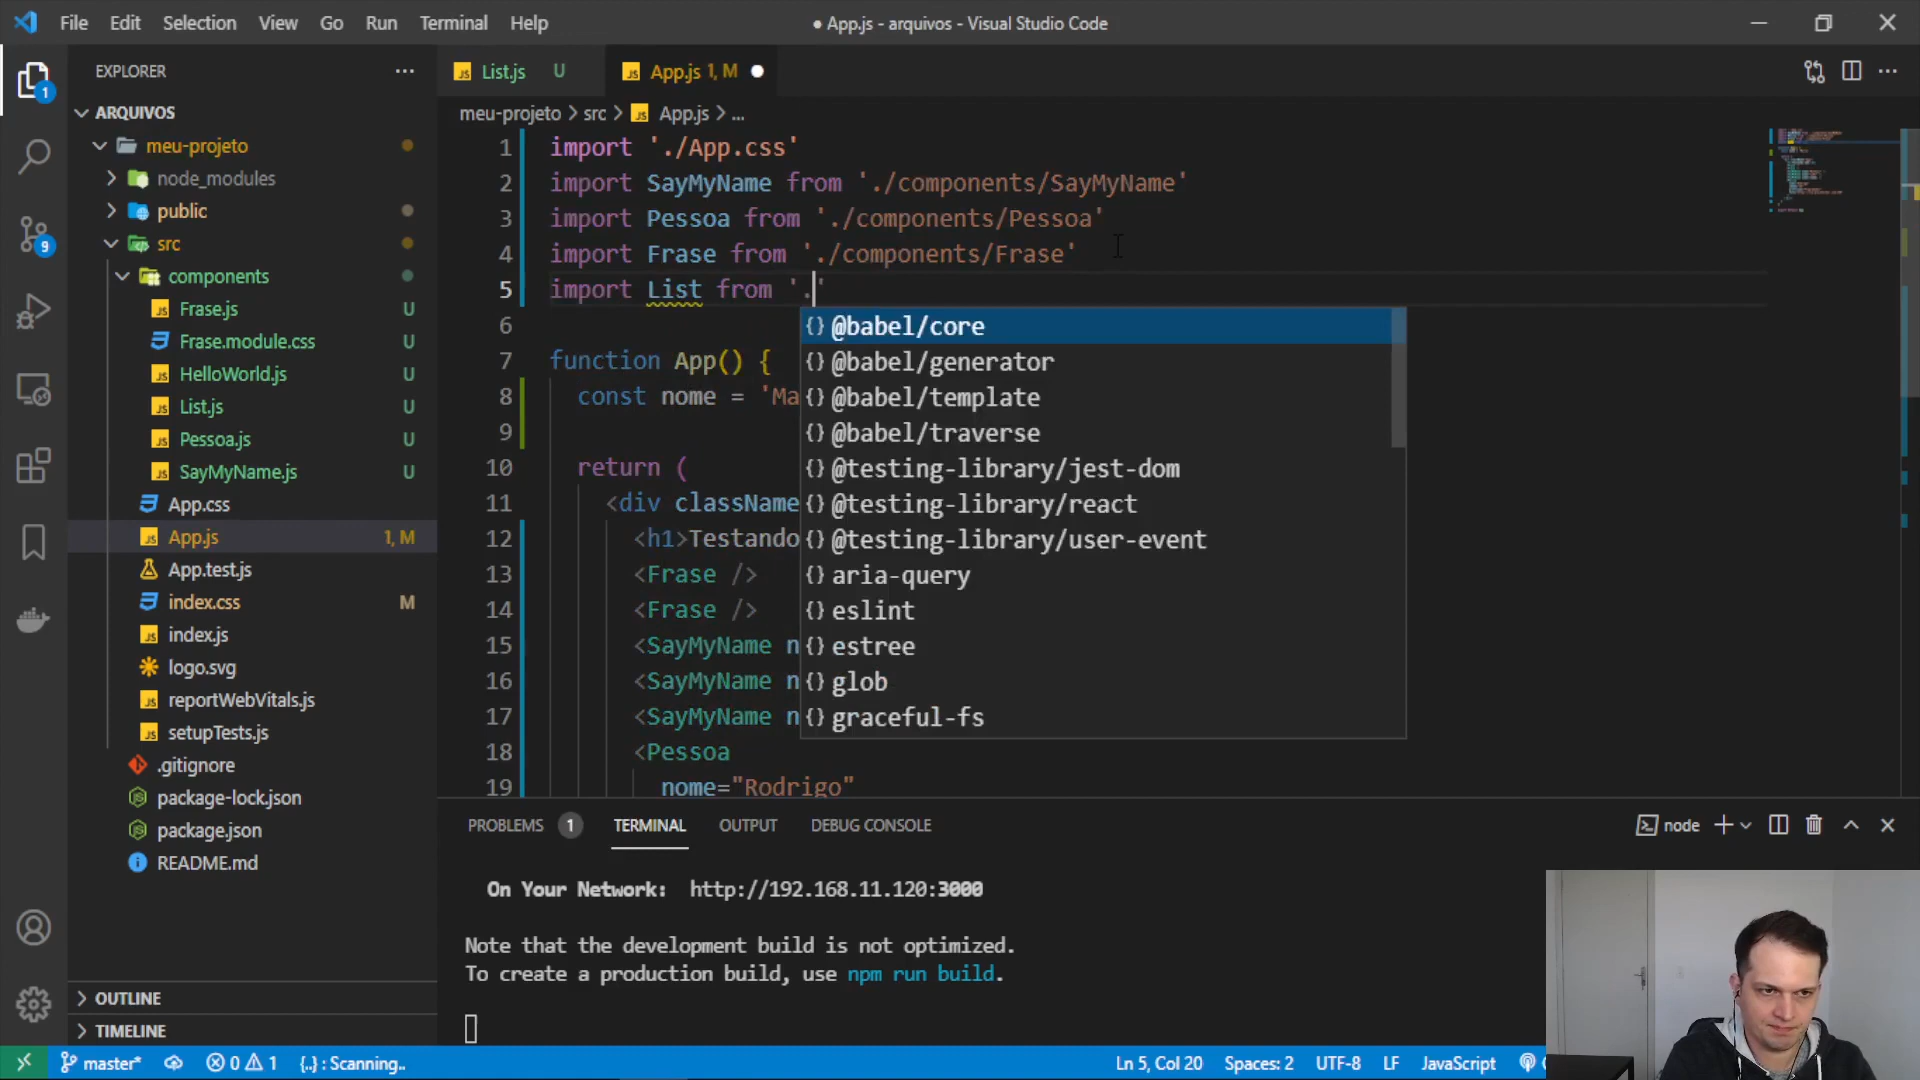 File Edit Selection View Go Run Terminal Help
● App.js - arquivos - Visual Studio Code
EXPLORER
ARQUIVOS
meu-projeto
node_modules
public
src
components
Frase.js U
Frase.module.css U
HelloWorld.js U
List.js U
Pessoa.js U
SayMyName.js U
App.css
App.js 1, M
App.test.js
index.css M
index.js
logo.svg
reportWebVitals.js
setupTests.js
.gitignore
package-lock.json
package.json
README.md
OUTLINE
TIMELINE
1
9
List.js U
App.js 1, M
meu-projeto > src > App.js > ...
1 import './App.css'
2 import SayMyName from './components/SayMyName'
3 import Pessoa from './components/Pessoa'
4 import Frase from './components/Frase'
5 import List from '.'
6
7 function App() {
8 const nome = 'Ma
9
10 return (
11 <div className
12 <h1>Testando
13 <Frase />
14 <Frase />
15 <SayMyName n
16 <SayMyName n
17 <SayMyName n
18 <Pessoa
19 nome="Rodrigo"
{} @babel/core
{} @babel/generator
{} @babel/template
{} @babel/traverse
{} @testing-library/jest-dom
{} @testing-library/react
{} @testing-library/user-event
{} aria-query
{} eslint
{} estree
{} glob
{} graceful-fs
PROBLEMS 1 TERMINAL OUTPUT DEBUG CONSOLE
node
On Your Network: http://192.168.11.120:3000
Note that the development build is not optimized.
To create a production build, use npm run build.
master* 0 1 {..} : Scanning..
Ln 5, Col 20 Spaces: 2 UTF-8 LF JavaScript